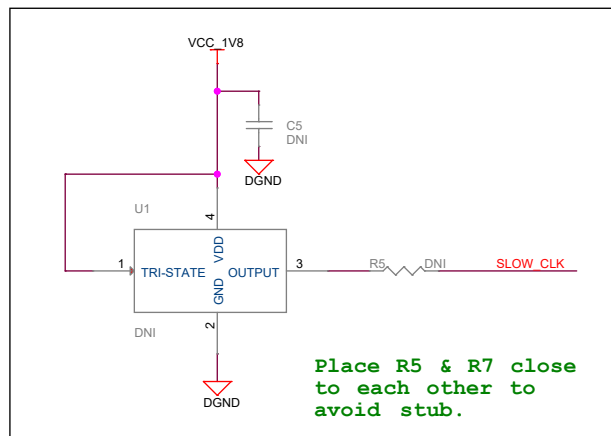 VCC_1V8
C5
DNI
DGND
U1
4
1
TRI-STATE
VDD
GND
OUTPUT
3
R5
DNI
SLOW_CLK
2
DNI
DGND
Place R5 & R7 close
to each other to
avoid stub.